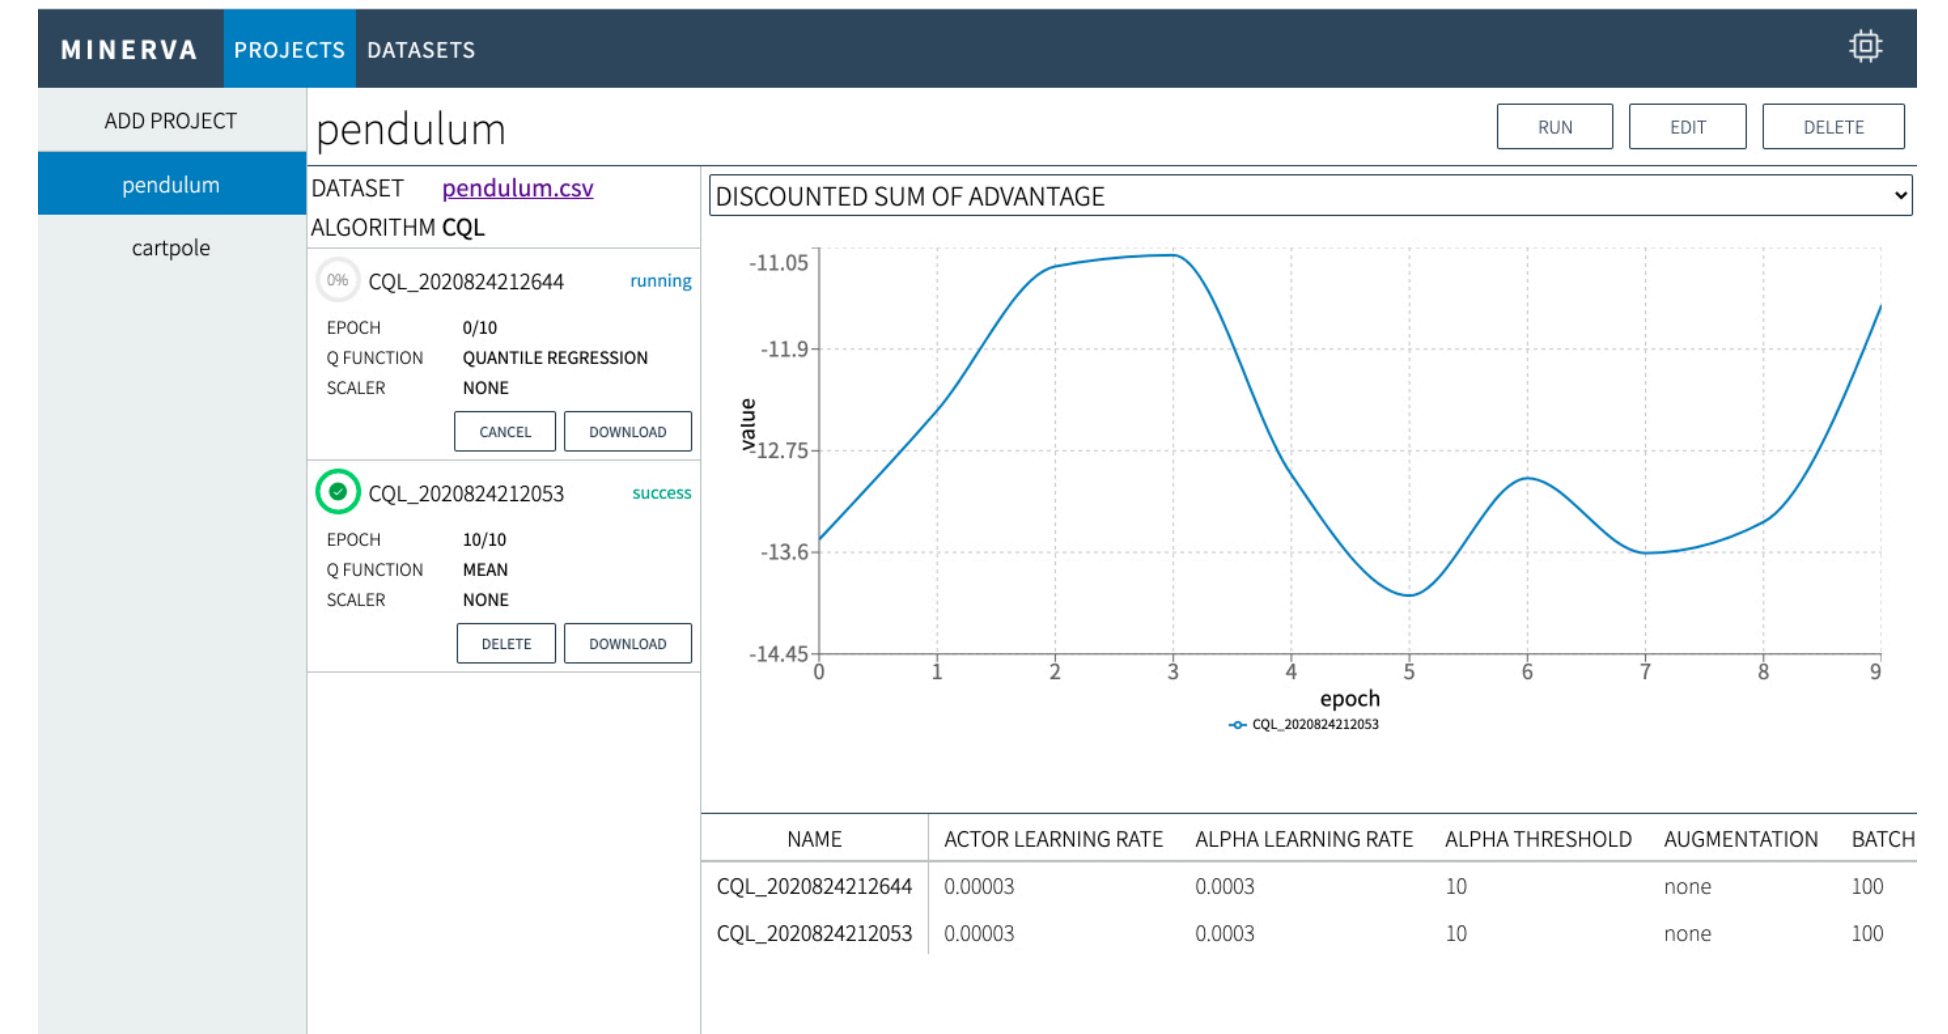 MINERVA PROJECTS DATASETS
ADD PROJECT
pendulum
cartpole
pendulum
RUN EDIT DELETE
DATASET pendulum.csv
ALGORITHM CQL
0% CQL_2020824212644 running
EPOCH 0/10
Q FUNCTION QUANTILE REGRESSION
SCALER NONE
CANCEL DOWNLOAD
CQL_2020824212053 success
EPOCH 10/10
Q FUNCTION MEAN
SCALER NONE
DELETE DOWNLOAD
DISCOUNTED SUM OF ADVANTAGE
-11.05
-11.9
value
-12.75
-13.6
-14.45
0 1 2 3 4 5 6 7 8 9
epoch
CQL_2020824212053
NAME ACTOR LEARNING RATE ALPHA LEARNING RATE ALPHA THRESHOLD AUGMENTATION BATCH
CQL_2020824212644 0.00003 0.0003 10 none 100
CQL_2020824212053 0.00003 0.0003 10 none 100